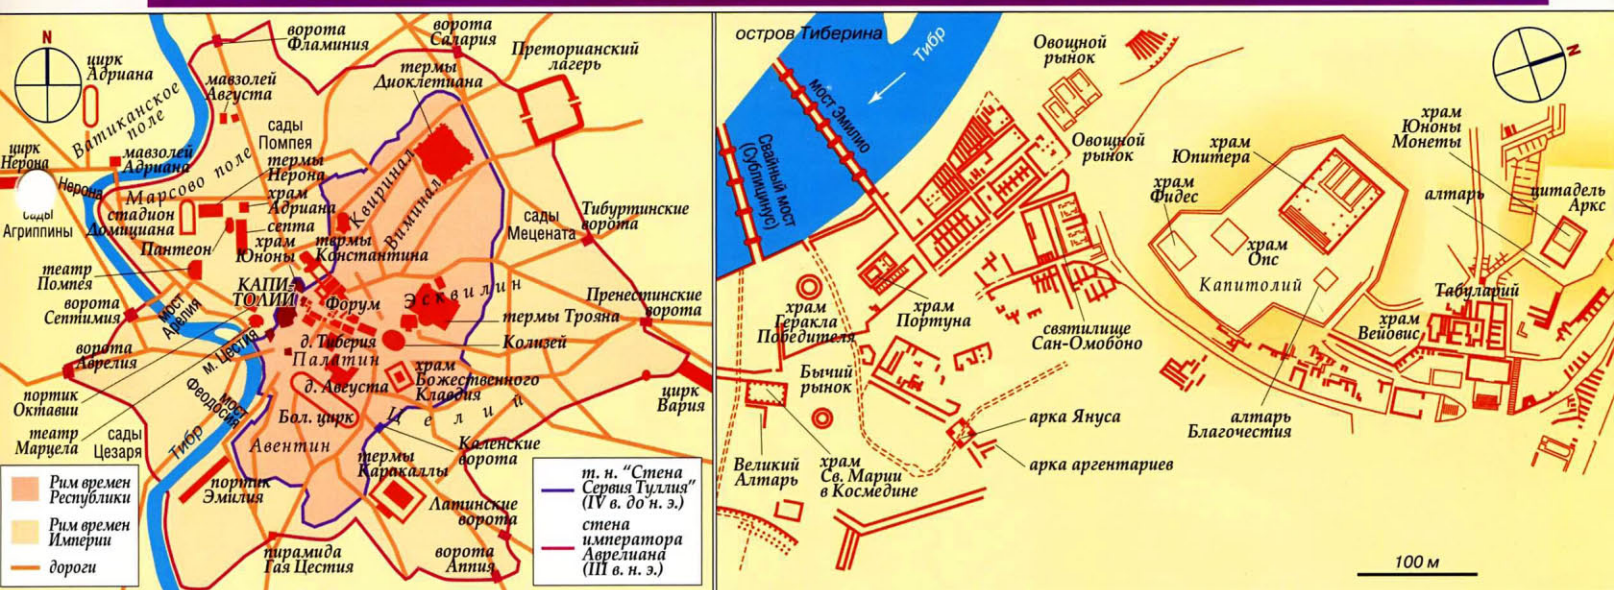 N
цирк
Адриана
ворота
Фламиния
ворота
Салария
Преторианский
лагерь
термы
Диоклетиана
мавзолей
Августа
Ватиканское
поле
сады
Помпея
цирк
Нерона
мавзолей
Адриана
термы
Нерона
Нерона
Марсово поле
храм
Адриана
сады
Агриппины
стадион
Домициана
септа
Пантеон
храм
Юноны
термы
Константина
Квиринал
Виминал
сады
Мецената
Тибуртинские
ворота
театр
Помпея
КАПИ-
ТОЛИЙ
Форум
Эсквилин
Пренестинские
ворота
ворота
Септимия
мост
Арелия
термы Трояна
д. Тиберия
Колизей
ворота
Аврелия
м. Цестия
Палатин
храм
Божественного
Клавдия
д. Августа
цирк
Вария
портик
Октавии
мост
Феодосия
Бол. цирк
Целий
театр
Марцела
сады
Цезаря
Тибр
Авентин
Каленские
ворота
термы
Каракаллы
портик
Эмилия
Латинские
ворота
пирамида
Гая Цестия
ворота
Аппия
Рим времен
Республики
Рим времен
Империи
дороги
т. н. “Стена
Сервия Туллия”
(IV в. до н. э.)
стена
императора
Аврелиана
(III в. н. э.)
остров Тиберина
Тибр
мост Эмилио
Свайный мост
(Сублицинус)
Овощной
рынок
Овощной
рынок
N
храм
Юпитера
храм
Юноны
Монеты
храм
Фидес
алтарь
цитадель
Аркс
храм
Опс
Капитолий
Табуларий
храм
Вейовис
храм
Геракла
Победителя
храм
Портуна
святилище
Сан-Омобоно
Бычий
рынок
алтарь
Благочестия
арка Януса
арка аргентариев
Великий
Алтарь
храм
Св. Марии
в Космедине
100 м